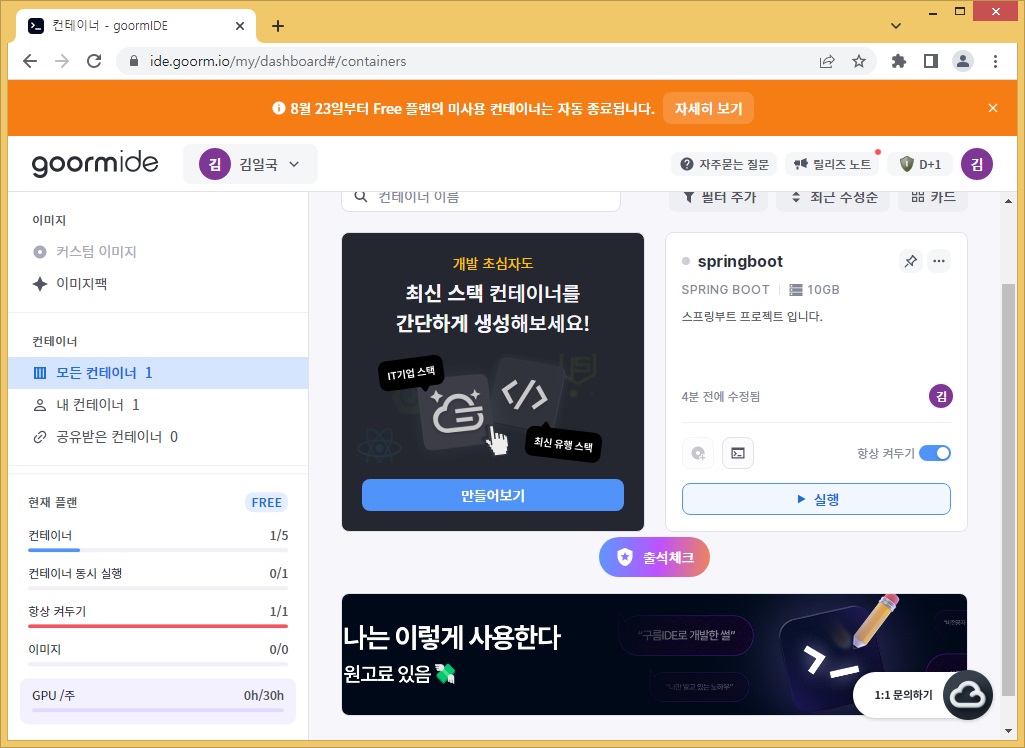 컨테이너 - goormIDE
ide.goorm.io/my/dashboard#/containers
8월 23일부터 Free 플랜의 미사용 컨테이너는 자동 종료됩니다. 자세히 보기
goormide
김 김일국
자주묻는 질문
릴리즈 노트
D+1
김
이미지
커스텀 이미지
이미지팩
컨테이너
모든 컨테이너 1
내 컨테이너 1
공유받은 컨테이너 0
현재 플랜 FREE
컨테이너 1/5
컨테이너 동시 실행 0/1
항상 켜두기 1/1
이미지 0/0
GPU /주 0h/30h
컨테이너 이름
필터 추가
최근 수정순
카드
개발 초심자도
최신 스택 컨테이너를
간단하게 생성해보세요!
IT기업 스택
최신 유행 스택
만들어보기
springboot
SPRING BOOT 10GB
스프링부트 프로젝트 입니다.
4분 전에 수정됨 김
항상 켜두기
실행
출석체크
나는 이렇게 사용한다
원고료 있음
"구름IDE로 개발한 썰"
"나만 알고 있는 노하우"
1:1 문의하기